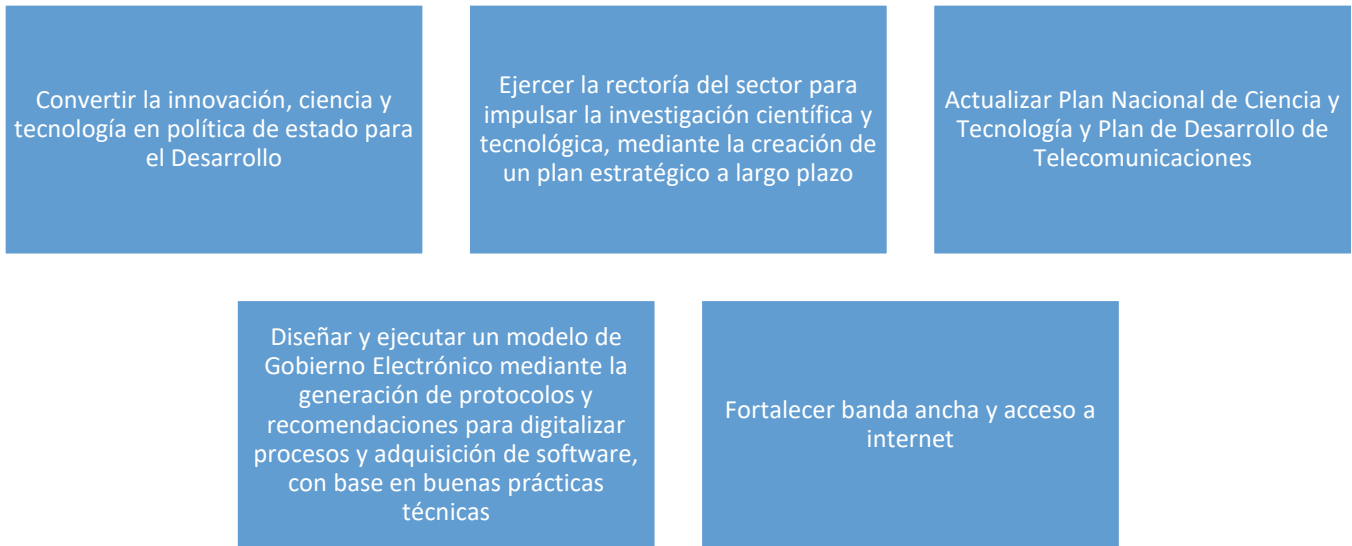 Convertir la innovación, ciencia y
tecnología en política de estado para
el Desarrollo
Ejercer la rectoría del sector para
impulsar la investigación científica y
tecnológica, mediante la creación de
un plan estratégico a largo plazo
Actualizar Plan Nacional de Ciencia y
Tecnología y Plan de Desarrollo de
Telecomunicaciones
Diseñar y ejecutar un modelo de
Gobierno Electrónico mediante la
generación de protocolos y
recomendaciones para digitalizar
procesos y adquisición de software,
con base en buenas prácticas
técnicas
Fortalecer banda ancha y acceso a
internet